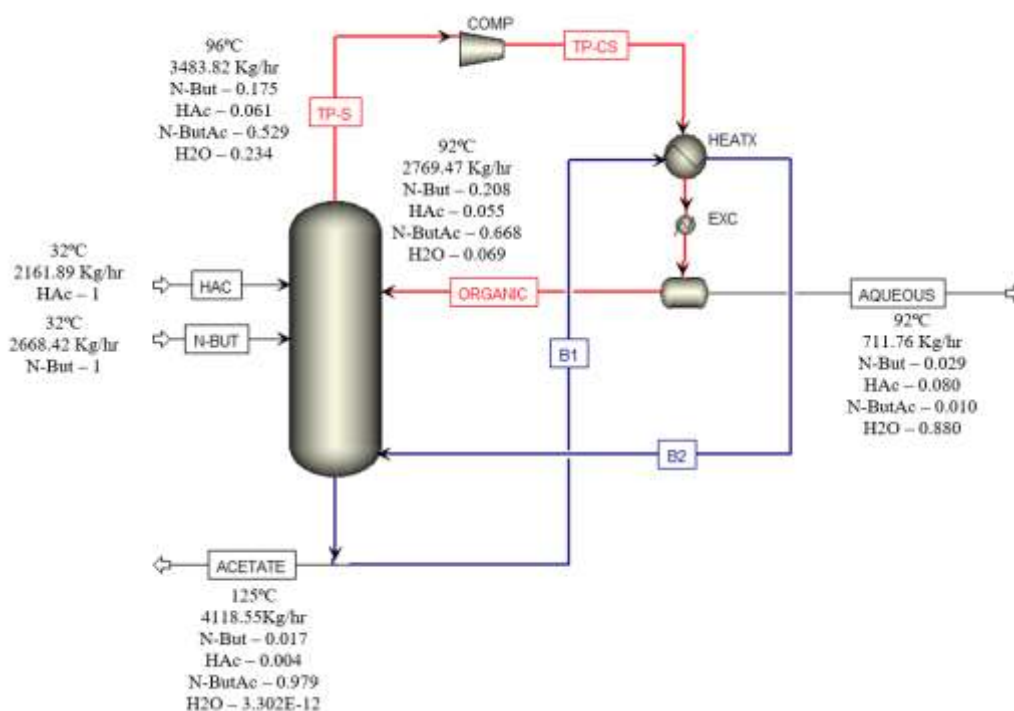 COMP
96ºC
3483.82 Kg/hr
N-But – 0.175
HAc – 0.061
N-ButAc – 0.529
H2O – 0.234
TP-S
TP-CS
HEATX
EXC
92ºC
2769.47 Kg/hr
N-But – 0.208
HAc – 0.055
N-ButAc – 0.668
H2O – 0.069
32ºC
2161.89 Kg/hr
HAc – 1
HAC
32ºC
2668.42 Kg/hr
N-But – 1
N-BUT
ORGANIC
AQUEOUS
92ºC
711.76 Kg/hr
N-But – 0.029
HAc – 0.080
N-ButAc – 0.010
H2O – 0.880
B1
B2
ACETATE
125ºC
4118.55Kg/hr
N-But – 0.017
HAc – 0.004
N-ButAc – 0.979
H2O – 3.302E-12